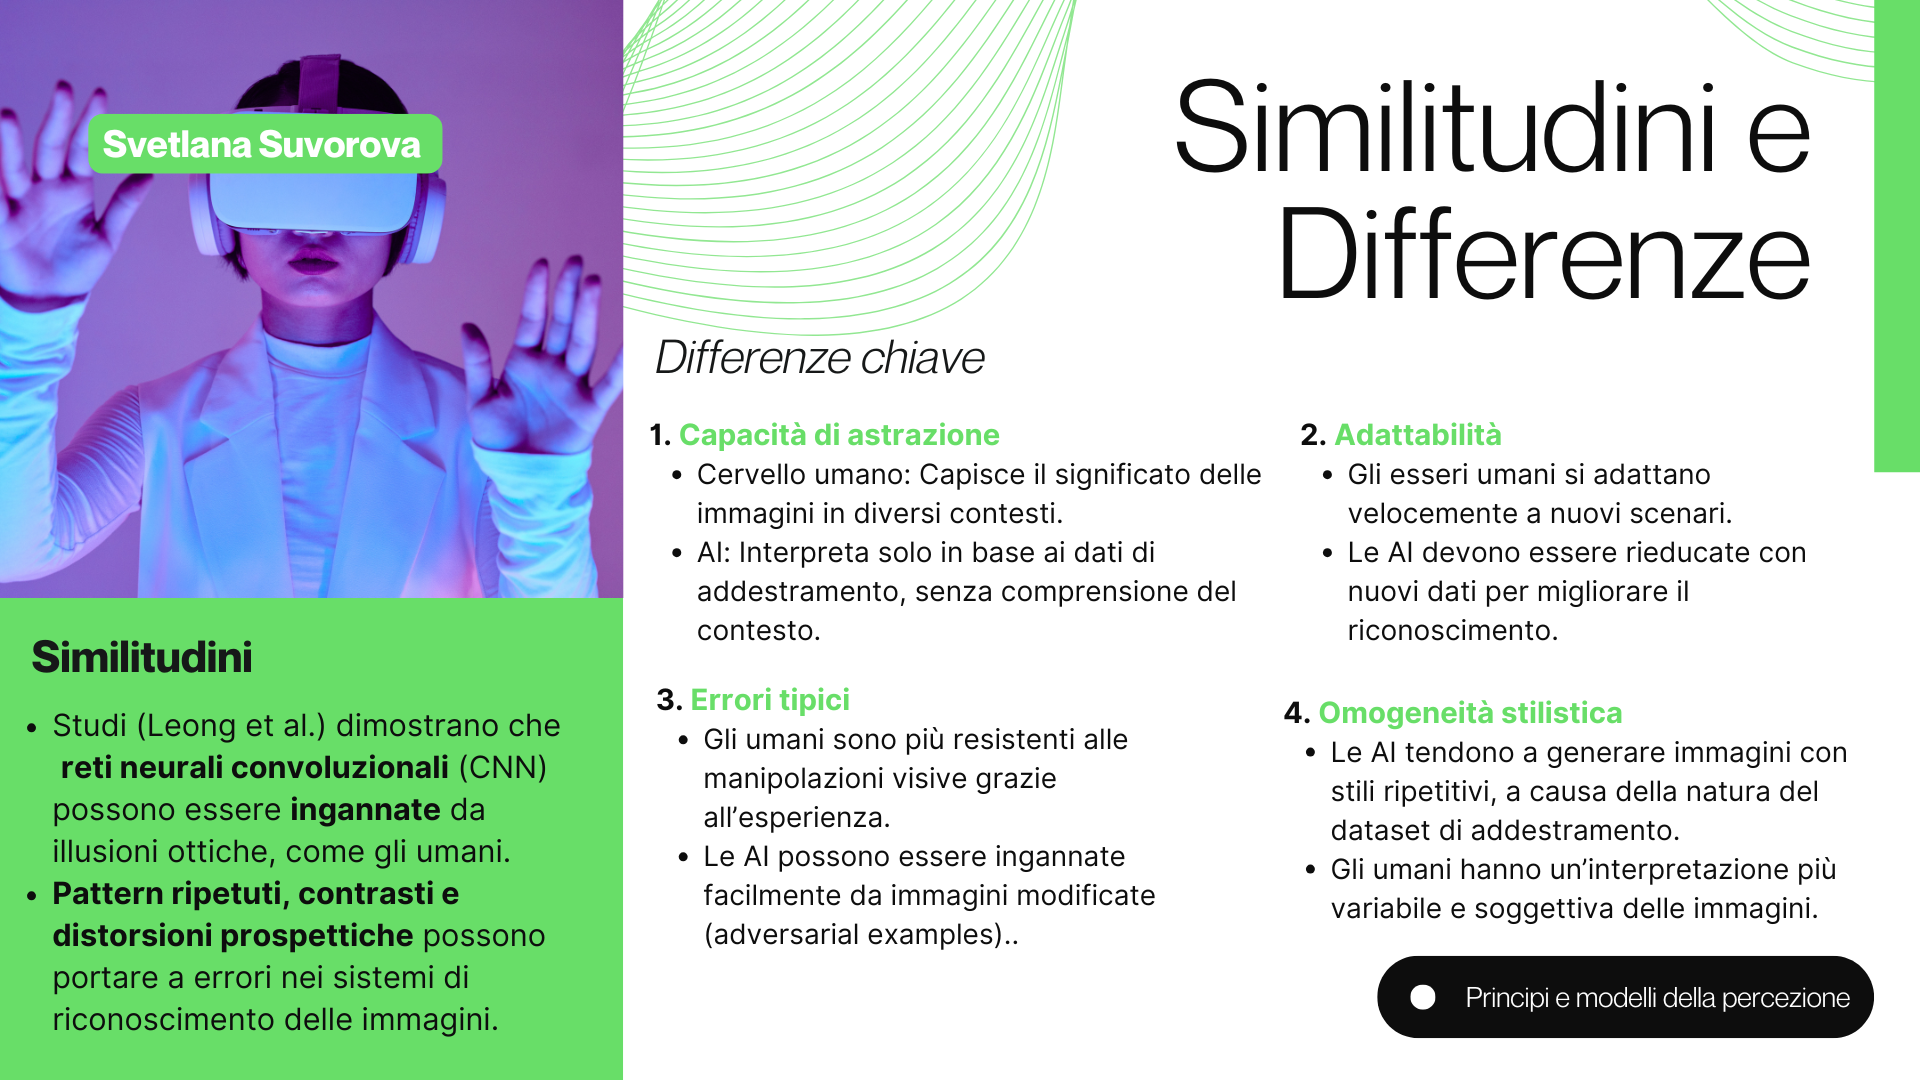 Svetlana Suvorova
Similitudini e
Differenze
Similitudini
• Studi (Leong et al.) dimostrano che
reti neurali convoluzionali (CNN)
possono essere ingannate da
illusioni ottiche, come gli umani.
• Pattern ripetuti, contrasti e
distorsioni prospettiche possono
portare a errori nei sistemi di
riconoscimento delle immagini.
Differenze chiave
1. Capacità di astrazione
• Cervello umano: Capisce il significato delle
immagini in diversi contesti.
• AI: Interpreta solo in base ai dati di
addestramento, senza comprensione del
contesto.
2. Adattabilità
• Gli esseri umani si adattano
velocemente a nuovi scenari.
• Le AI devono essere rieducate con
nuovi dati per migliorare il
riconoscimento.
3. Errori tipici
• Gli umani sono più resistenti alle
manipolazioni visive grazie
all’esperienza.
• Le AI possono essere ingannate
facilmente da immagini modificate
(adversarial examples)..
4. Omogeneità stilistica
• Le AI tendono a generare immagini con
stili ripetitivi, a causa della natura del
dataset di addestramento.
• Gli umani hanno un’interpretazione più
variabile e soggettiva delle immagini.
Principi e modelli della percezione